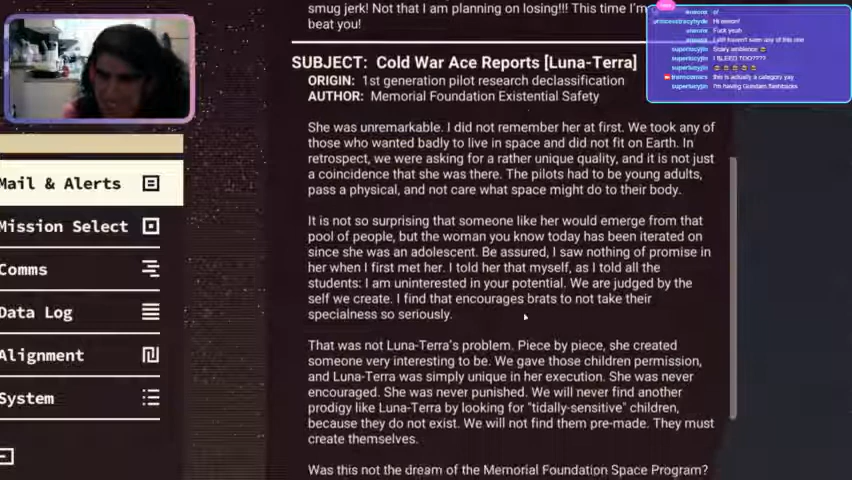 smug jerk! Not that I am planning on losing!!! This time I'm
beat you!
SUBJECT: Cold War Ace Reports [Luna-Terra]
ORIGIN: 1st generation pilot research declassification
AUTHOR: Memorial Foundation Existential Safety
She was unremarkable. I did not remember her at first. We took any of
those who wanted badly to live in space and did not fit on Earth. In
retrospect, we were asking for a rather unique quality, and it is not just
a coincidence that she was there. The pilots had to be young adults,
pass a physical, and not care what space might do to their body.
It is not so surprising that someone like her would emerge from that
pool of people, but the woman you know today has been iterated on
since she was an adolescent. Be assured, I saw nothing of promise in
her when I first met her. I told her that myself, as I told all the
students: I am uninterested in your potential. We are judged by the
self we create. I find that encourages brats to not take their
specialness so seriously.
That was not Luna-Terra's problem. Piece by piece, she created
someone very interesting to be. We gave those children permission,
and Luna-Terra was simply unique in her execution. She was never
encouraged. She was never punished. We will never find another
prodigy like Luna-Terra by looking for "tidally-sensitive" children,
because they do not exist. We will not find them pre-made. They must
create themselves.
Was this not the dream of the Memorial Foundation Space Program?
Mail & Alerts
Mission Select
Comms
Data Log
Alignment
System
of
Fuck yeah
I still haven't seen any of this one
Scary ambience
I BLEED TOO????
this is actually a category yay
I'm having Gundam flashbacks